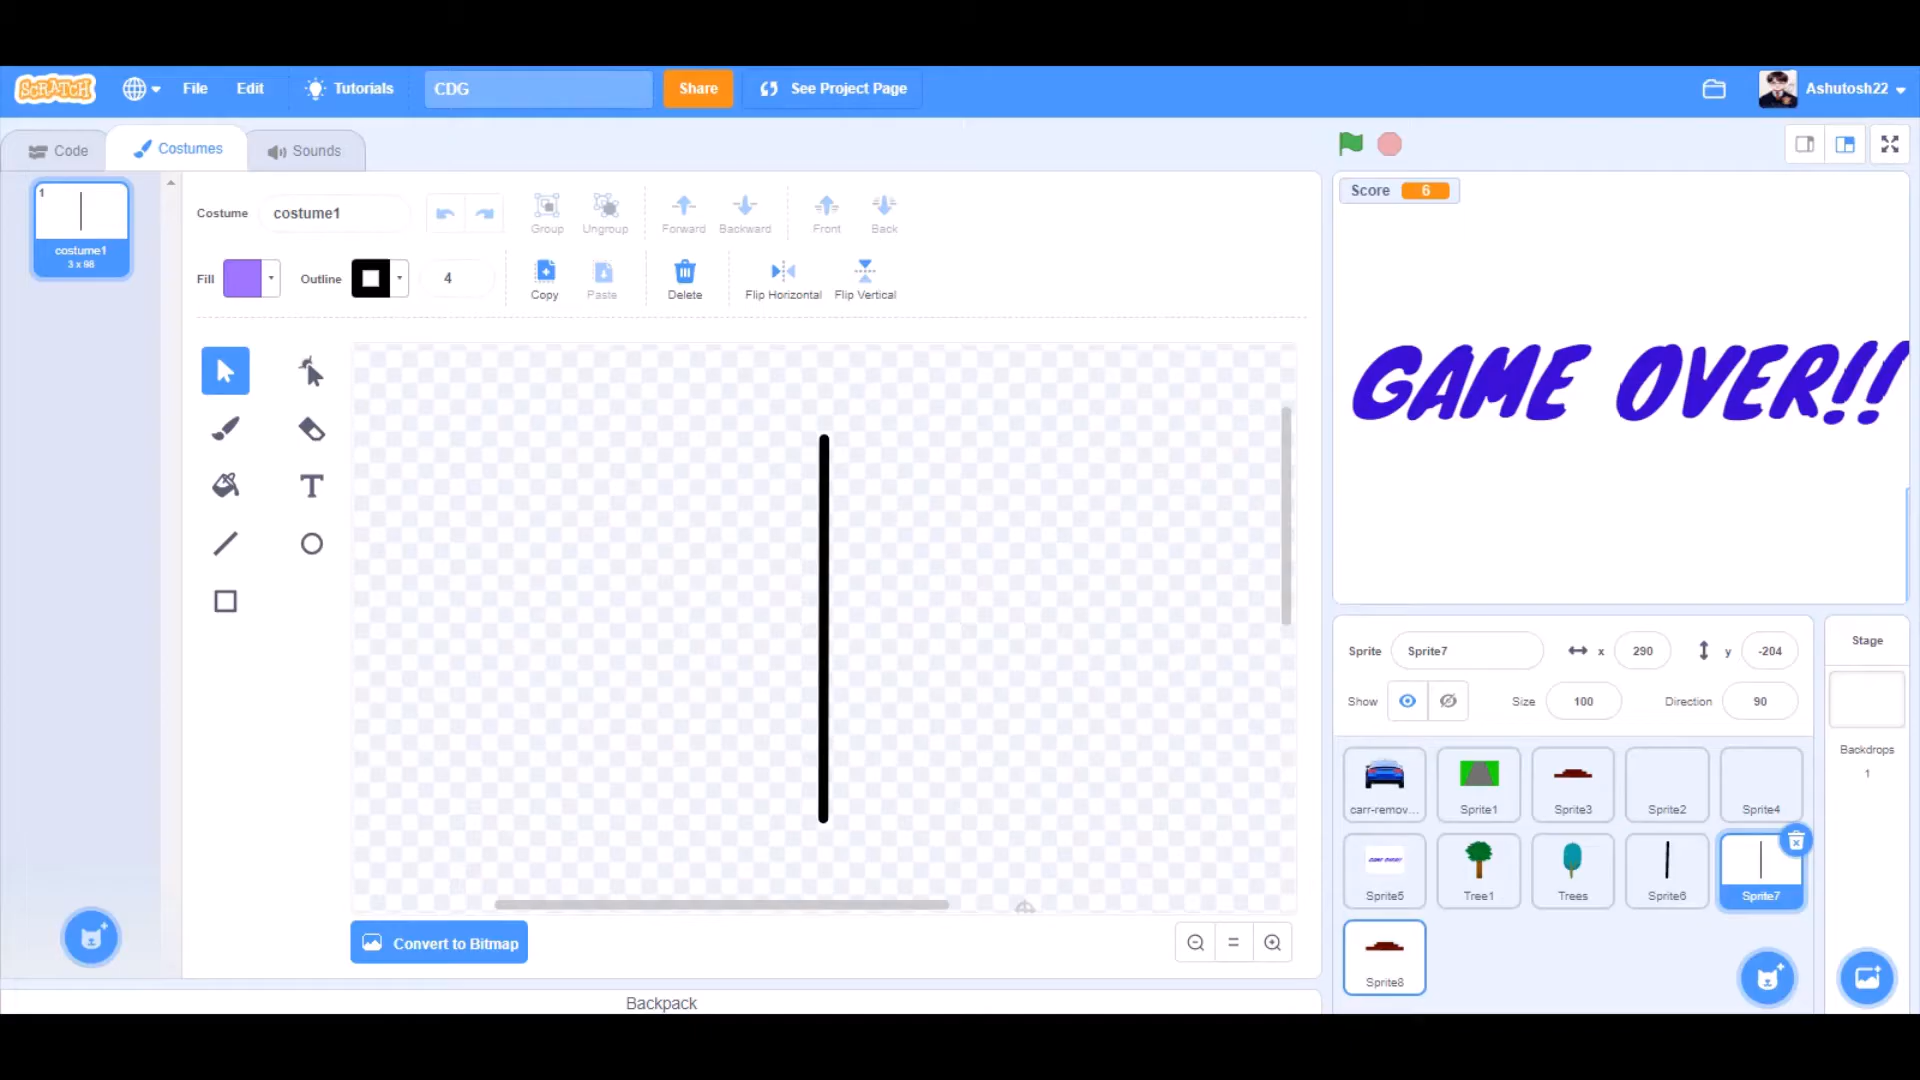 SCRATCH
File
Edit
Tutorials
CDG
Share
See Project Page
Ashutosh22
Code
Costumes
Sounds
1
costume1
3 x 98
Costume
costume1
Group
Ungroup
Forward
Backward
Front
Back
Fill
Outline
4
Copy
Paste
Delete
Flip Horizontal
Flip Vertical
Convert to Bitmap
Backpack
Score 6
GAME OVER!!
Sprite
Sprite7
x 290
y -204
Show
Size 100
Direction 90
carr-remov...
Sprite1
Sprite3
Sprite2
Sprite4
GAME OVER!!
Sprite5
Tree1
Trees
Sprite6
Sprite7
Sprite8
Stage
Backdrops
1